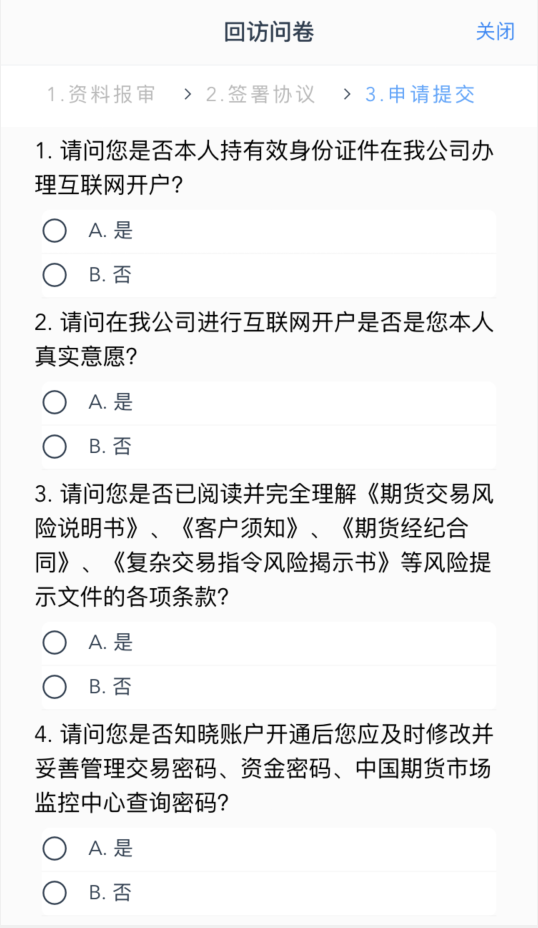 回访问卷
关闭
1.资料报审 > 2.签署协议 > 3.申请提交
1. 请问您是否本人持有效身份证件在我公司办
理互联网开户?
A. 是
B. 否
2. 请问在我公司进行互联网开户是否是您本人
真实意愿?
A. 是
B. 否
3. 请问您是否已阅读并完全理解《期货交易风
险说明书》、《客户须知》、《期货经纪合
同》、《复杂交易指令风险揭示书》等风险提
示文件的各项条款?
A. 是
B. 否
4. 请问您是否知晓账户开通后您应及时修改并
妥善管理交易密码、资金密码、中国期货市场
监控中心查询密码?
A. 是
B. 否